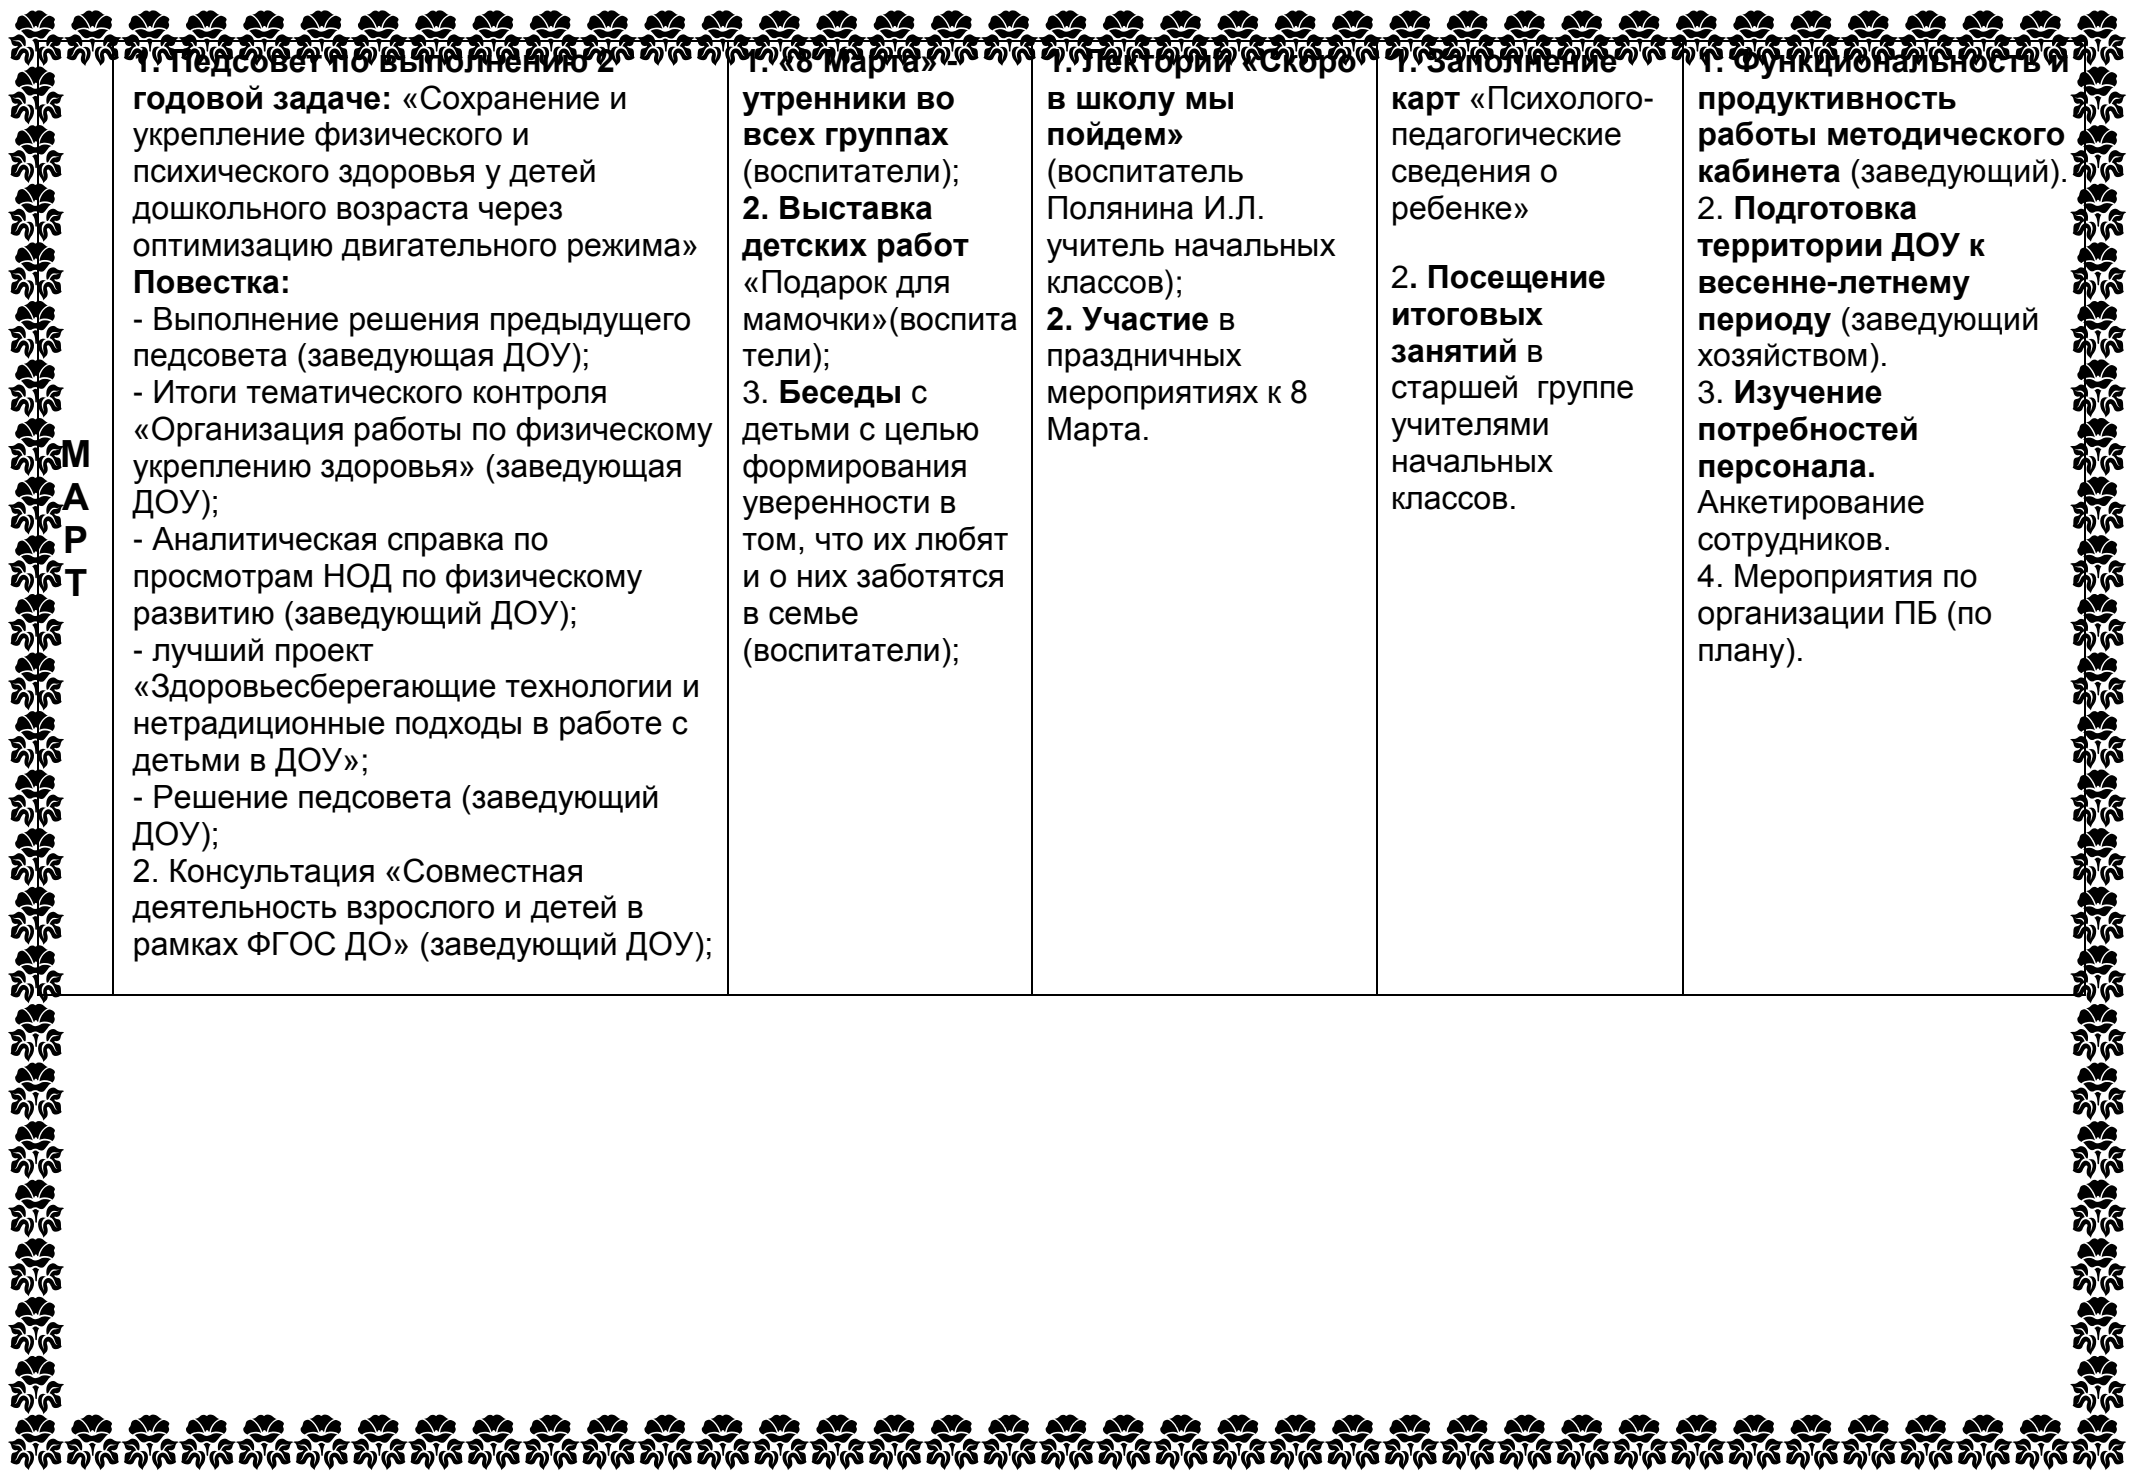 М
А
Р
Т
1. Педсовет по выполнению 2
годовой задаче: «Сохранение и
укрепление физического и
психического здоровья у детей
дошкольного возраста через
оптимизацию двигательного режима»
Повестка:
- Выполнение решения предыдущего
педсовета (заведующая ДОУ);
- Итоги тематического контроля
«Организация работы по физическому
укреплению здоровья» (заведующая
ДОУ);
- Аналитическая справка по
просмотрам НОД по физическому
развитию (заведующий ДОУ);
- лучший проект
«Здоровьесберегающие технологии и
нетрадиционные подходы в работе с
детьми в ДОУ»;
- Решение педсовета (заведующий
ДОУ);
2. Консультация «Совместная
деятельность взрослого и детей в
рамках ФГОС ДО» (заведующий ДОУ);
1. «8 Марта» -
утренники во
всех группах
(воспитатели);
2. Выставка
детских работ
«Подарок для
мамочки»(воспита
тели);
3. Беседы с
детьми с целью
формирования
уверенности в
том, что их любят
и о них заботятся
в семье
(воспитатели);
1. Лекторий «Скоро
в школу мы
пойдем»
(воспитатель
Полянина И.Л.
учитель начальных
классов);
2. Участие в
праздничных
мероприятиях к 8
Марта.
1. Заполнение
карт «Психолого-
педагогические
сведения о
ребенке»
2. Посещение
итоговых
занятий в
старшей группе
учителями
начальных
классов.
1. Функциональность и
продуктивность
работы методического
кабинета (заведующий).
2. Подготовка
территории ДОУ к
весенне-летнему
периоду (заведующий
хозяйством).
3. Изучение
потребностей
персонала.
Анкетирование
сотрудников.
4. Мероприятия по
организации ПБ (по
плану).